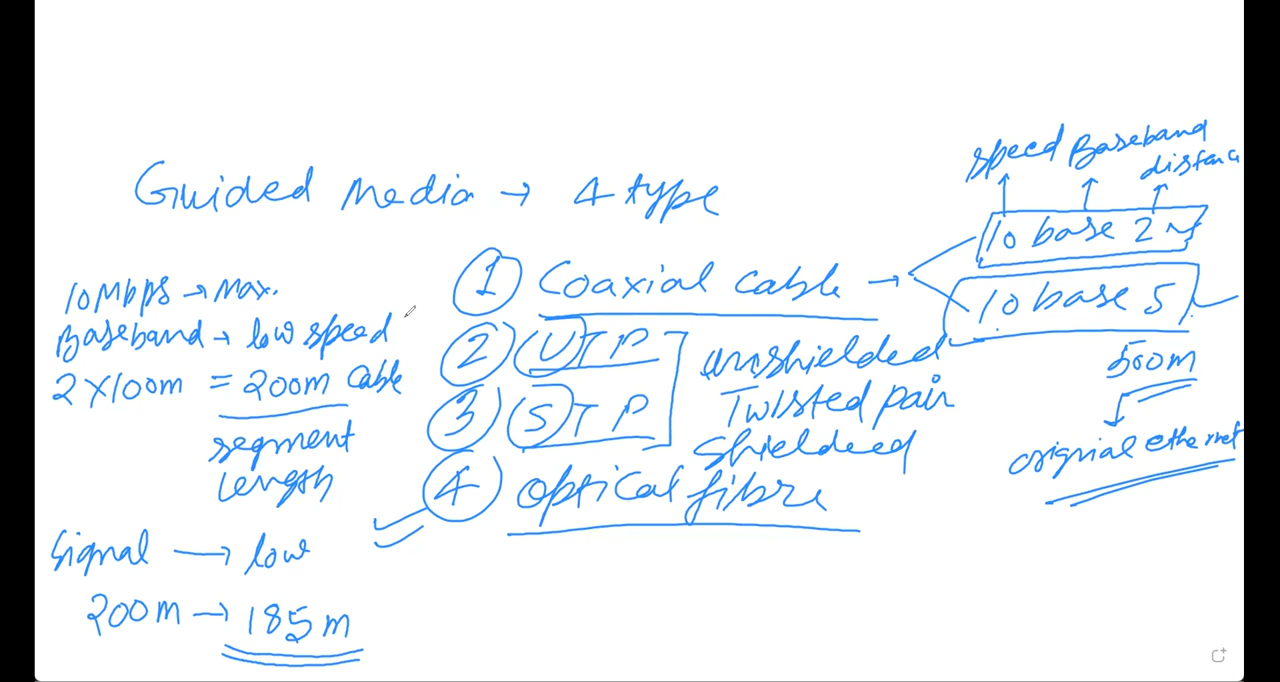 Guided Media → 4 type
① Coaxial cable →
② UTP
③ STP
unshielded
Twisted pair
shieldeed
④ optical fibre
speed Baseband
distanc
10 base 2
10 base 5
500m
original ethernet
10Mbps → Max.
Baseband → low speed
2 X 100m = 200m Cable
segment
length
Signal → low
200m → 185m